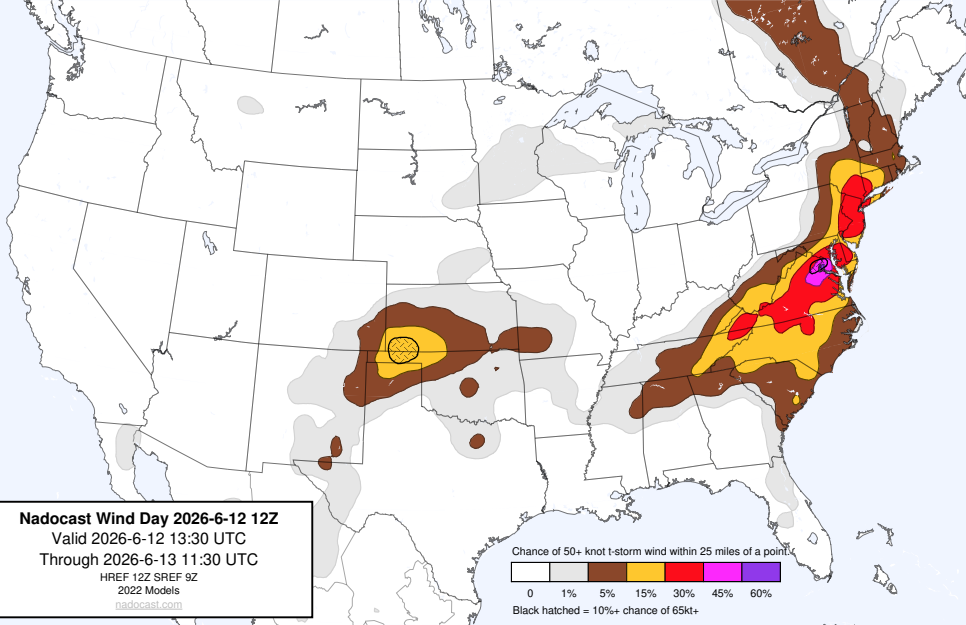 Nadocast Wind Day 2026-6-12 12Z
Valid 2026-6-12 13:30 UTC
Through 2026-6-13 11:30 UTC
HREF 12Z SREF 9Z
2022 Models
nadocast.com
Chance of 50+ knot t-storm wind within 25 miles of a point.
0 1% 5% 15% 30% 45% 60%
Black hatched = 10%+ chance of 65kt+